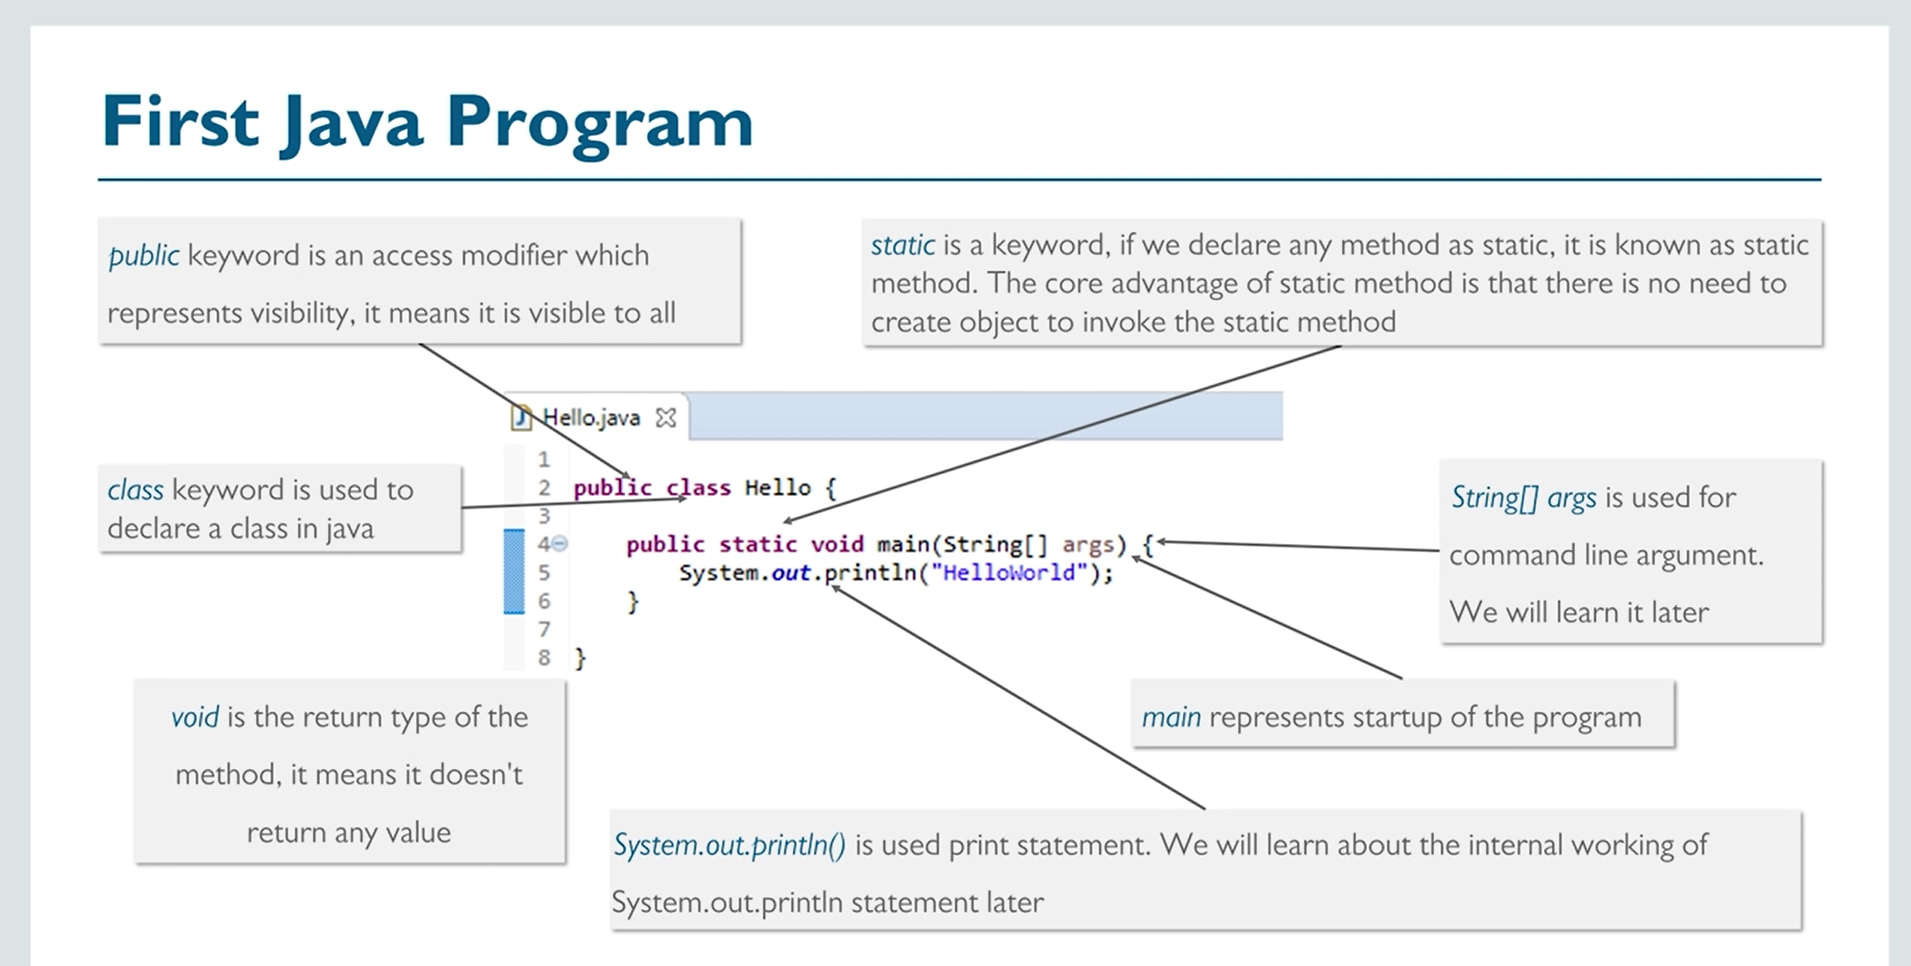 First Java Program
public keyword is an access modifier which
represents visibility, it means it is visible to all
static is a keyword, if we declare any method as static, it is known as static
method. The core advantage of static method is that there is no need to
create object to invoke the static method
Hello.java
class keyword is used to
declare a class in java
1
2 public class Hello {
3
4 public static void main(String[] args) {
5 System.out.println("HelloWorld");
6 }
7
8 }
String[] args is used for
command line argument.
We will learn it later
void is the return type of the
method, it means it doesn't
return any value
main represents startup of the program
System.out.println() is used print statement. We will learn about the internal working of
System.out.println statement later